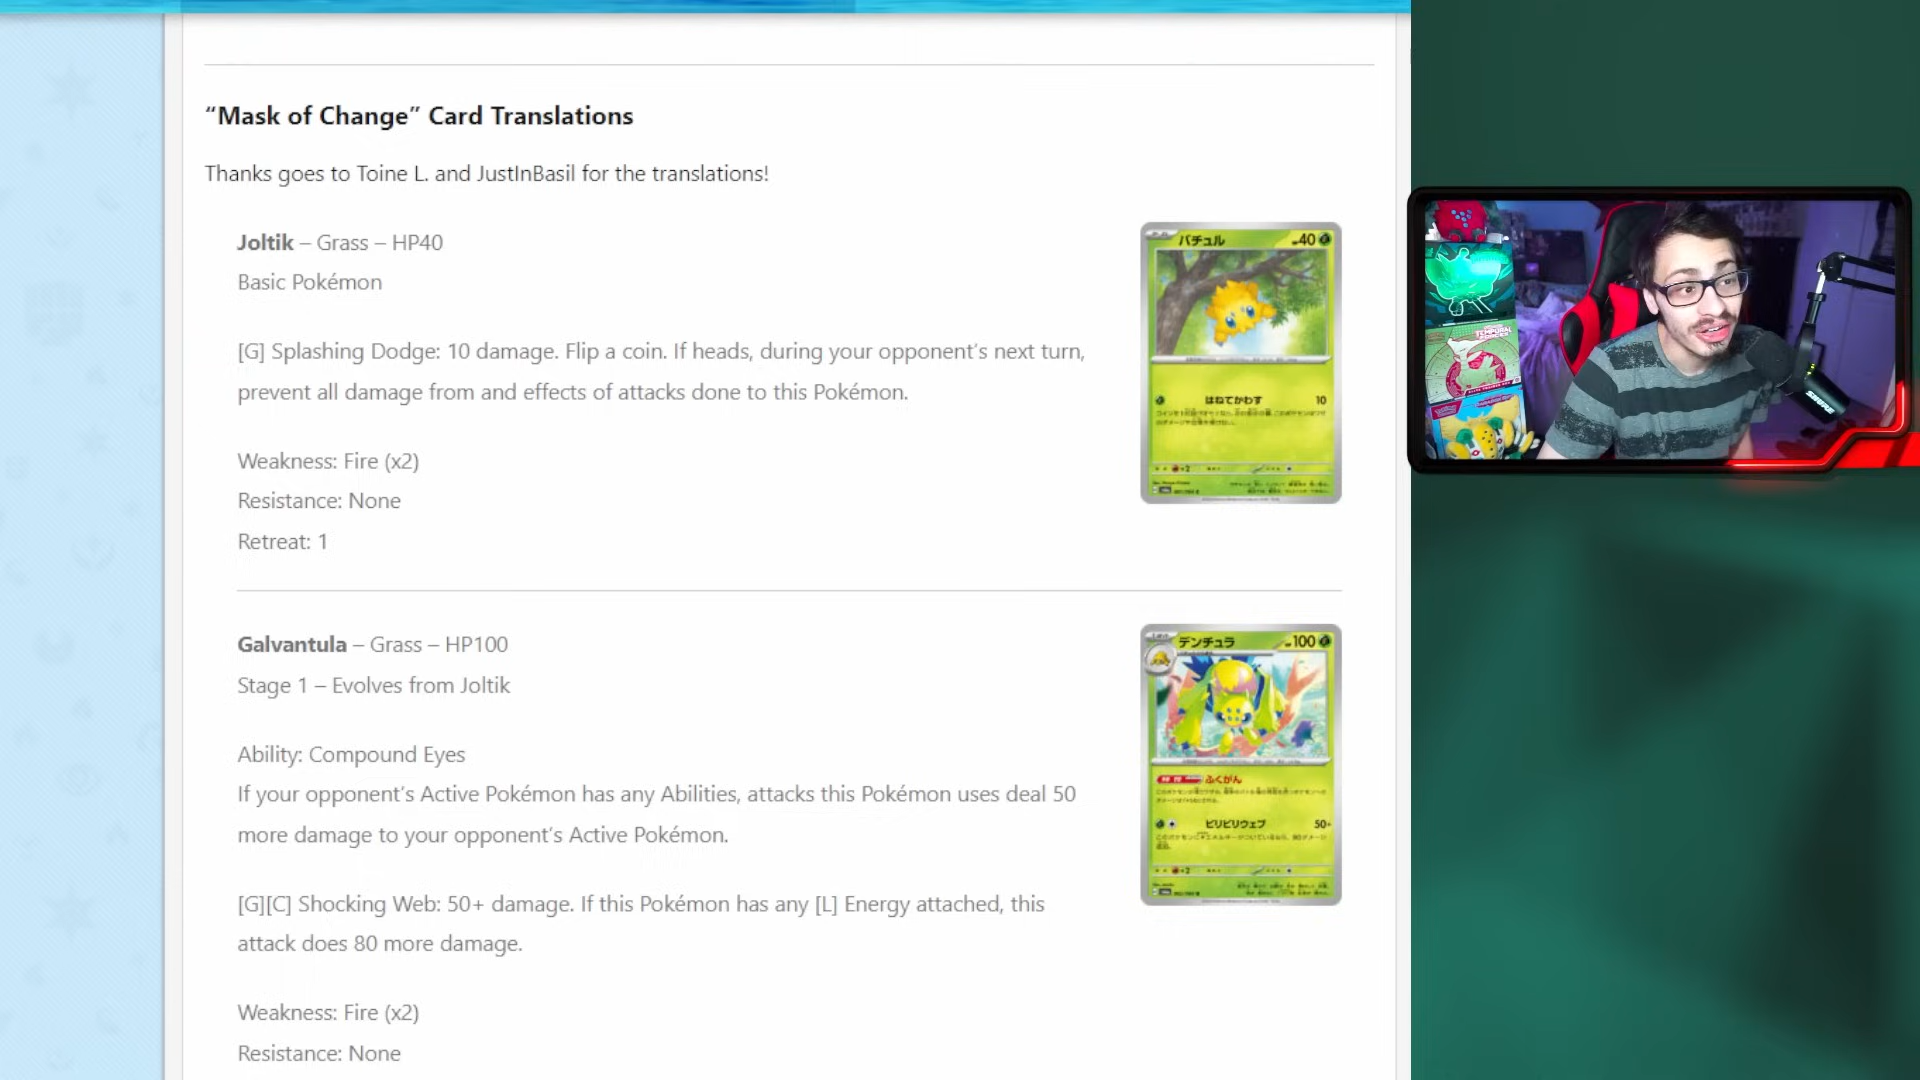 “Mask of Change” Card Translations
Thanks goes to Toine L. and JustInBasil for the translations!
Joltik – Grass – HP40
Basic Pokémon
[G] Splashing Dodge: 10 damage. Flip a coin. If heads, during your opponent’s next turn,
prevent all damage from and effects of attacks done to this Pokémon.
Weakness: Fire (x2)
Resistance: None
Retreat: 1
バチュル 40
はねてかわす 10
×2
Galvantula – Grass – HP100
Stage 1 – Evolves from Joltik
Ability: Compound Eyes
If your opponent’s Active Pokémon has any Abilities, attacks this Pokémon uses deal 50
more damage to your opponent’s Active Pokémon.
[G][C] Shocking Web: 50+ damage. If this Pokémon has any [L] Energy attached, this
attack does 80 more damage.
Weakness: Fire (x2)
Resistance: None
デンチュラ 100
ふくがん
ビリビリウェブ 50+
×2
TEMPORAL
SHURE